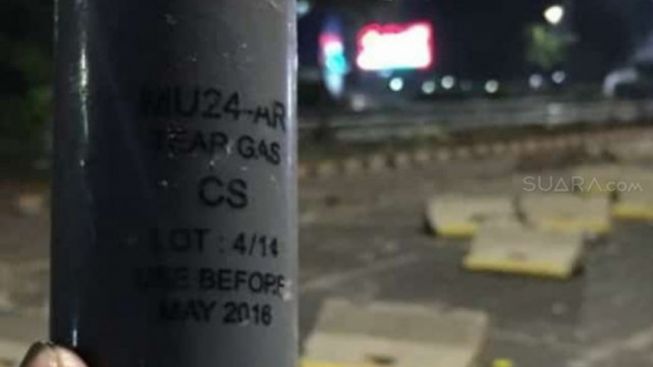 MU24-AR
TEAR GAS
CS
LOT : 4/14
USE BEFORE
MAY 2016
SUARA.com